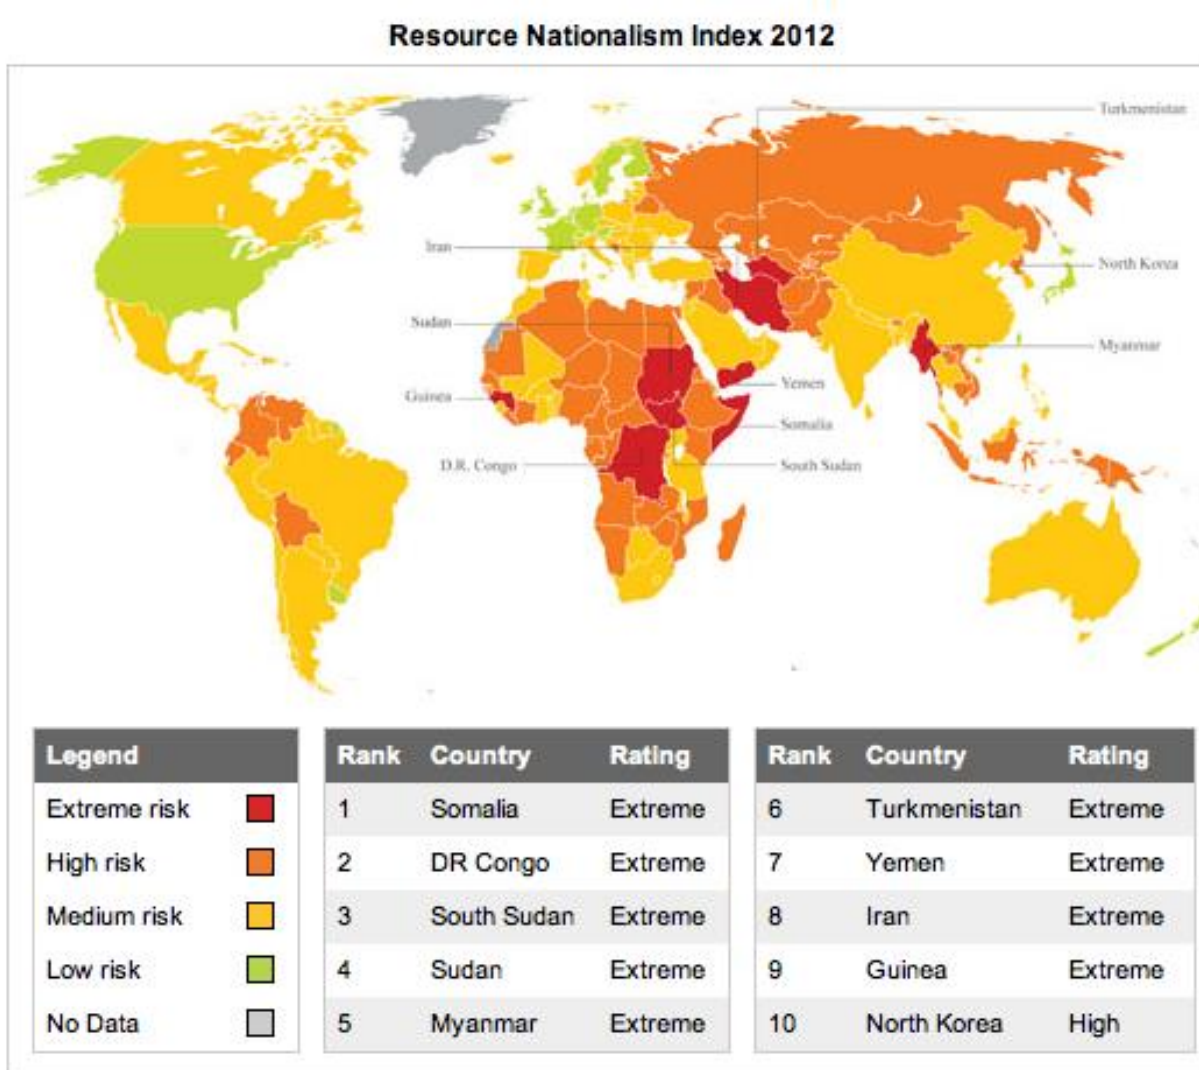 Resource Nationalism Index 2012
Turkmenistan
Iran
North Korea
Sudan
Myanmar
Guinea
Yemen
Somalia
D.R. Congo
South Sudan
Legend
Extreme risk
High risk
Medium risk
Low risk
No Data
Rank Country Rating
1 Somalia Extreme
2 DR Congo Extreme
3 South Sudan Extreme
4 Sudan Extreme
5 Myanmar Extreme
Rank Country Rating
6 Turkmenistan Extreme
7 Yemen Extreme
8 Iran Extreme
9 Guinea Extreme
10 North Korea High